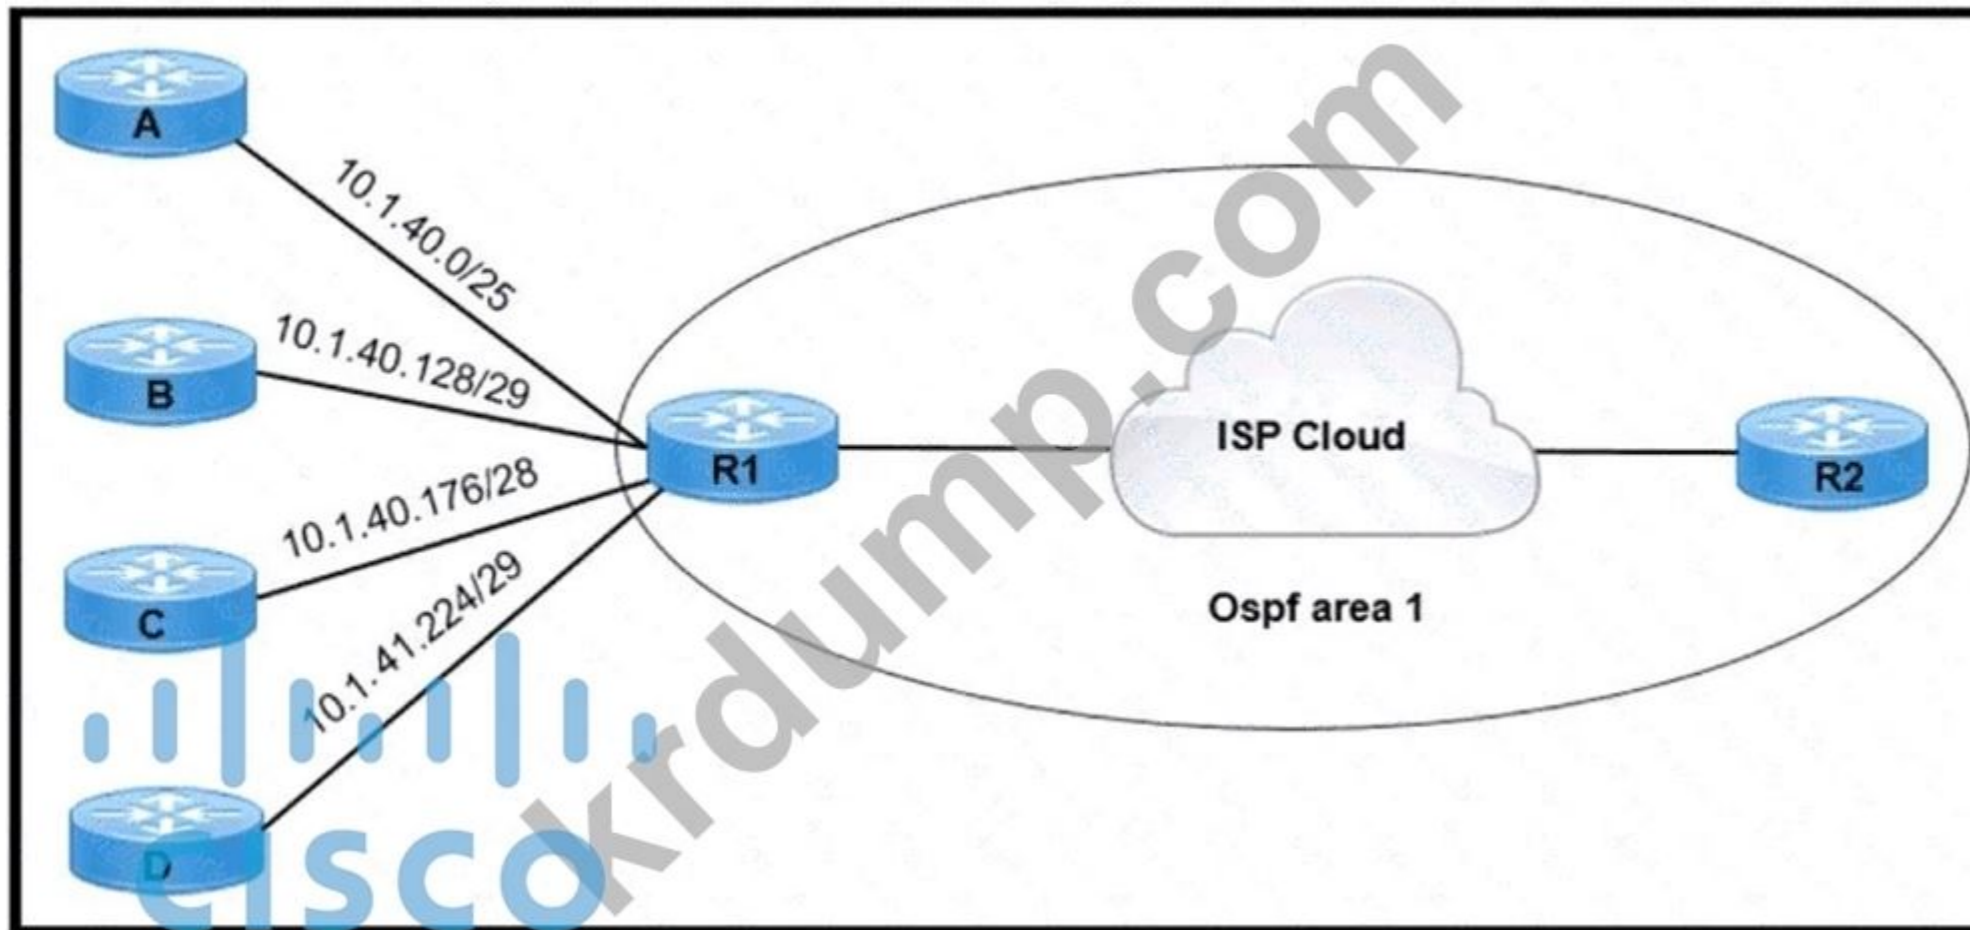 A
10.1.40.0/25
B
10.1.40.128/29
R1
ISP Cloud
R2
10.1.40.176/28
C
10.1.41.224/29
Ospf area 1
D
cisco
krdump.com